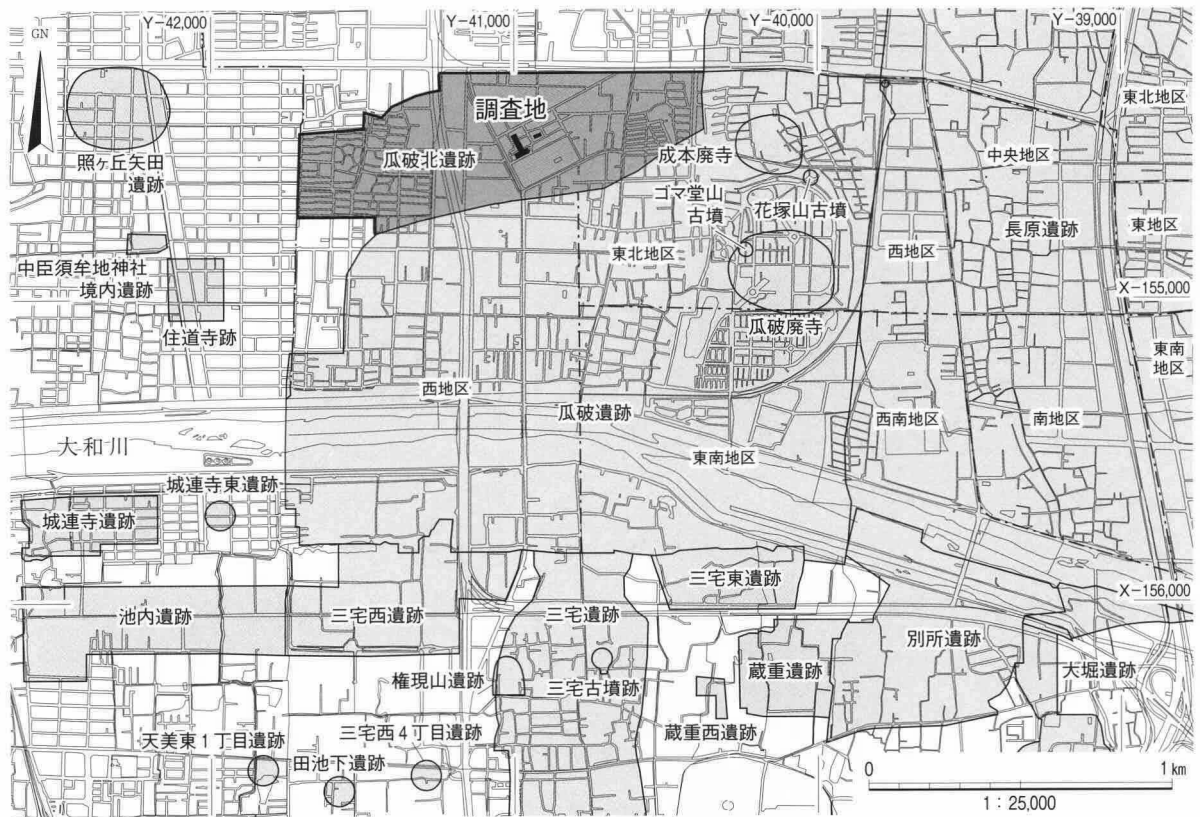 Y-42,000
Y-41,000
Y-40,000
Y-39,000
GN
調査地
東北地区
照ヶ丘矢田
遺跡
瓜破北遺跡
成本廃寺
中央地区
ゴマ堂山
古墳
花塚山古墳
長原遺跡
東地区
西地区
東北地区
中臣須牟地神社
境内遺跡
X-155,000
住道寺跡
瓜破廃寺
東南
地区
西地区
瓜破遺跡
西南地区
南地区
大和川
東南地区
城連寺東遺跡
城連寺遺跡
三宅東遺跡
X-156,000
池内遺跡
三宅西遺跡
三宅遺跡
別所遺跡
権現山遺跡
三宅古墳跡
蔵重遺跡
大堀遺跡
天美東1丁目遺跡
三宅西4丁目遺跡
蔵重西遺跡
田池下遺跡
0
1km
1:25,000